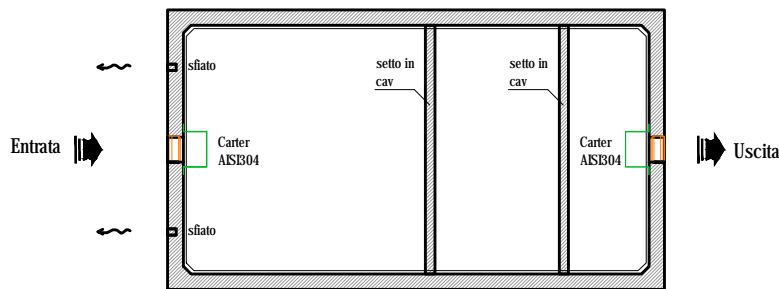 sfiato
setto in
cav
setto in
cav
Entrata
Carter
AISI304
Carter
AISI304
Uscita
sfiato